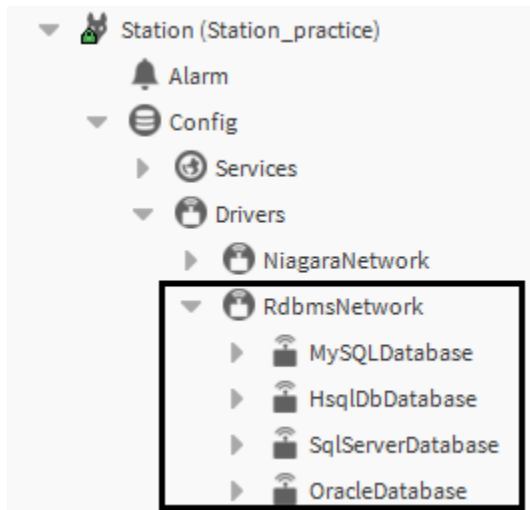 Station (Station_practice)
Alarm
Config
Services
Drivers
NiagaraNetwork
RdbmsNetwork
MySQLDatabase
HsqlDbDatabase
SqlServerDatabase
OracleDatabase